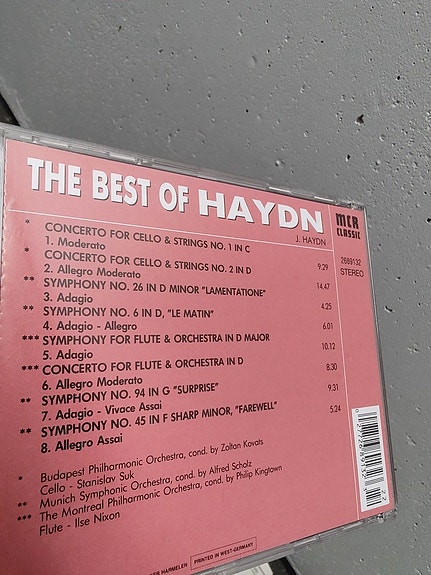 THE BEST OF HAYDN
J. HAYDN
MCR
CLASSIC
2689132
STEREO
* CONCERTO FOR CELLO & STRINGS NO. 1 IN C
1. Moderato 9.29
* CONCERTO FOR CELLO & STRINGS NO. 2 IN D
2. Allegro Moderato 14.47
** SYMPHONY NO. 26 IN D MINOR "LAMENTATIONE"
3. Adagio 4.25
** SYMPHONY NO. 6 IN D, "LE MATIN"
4. Adagio - Allegro 6.01
*** SYMPHONY FOR FLUTE & ORCHESTRA IN D MAJOR
5. Adagio 10.12
*** CONCERTO FOR FLUTE & ORCHESTRA IN D
6. Allegro Moderato 8.30
** SYMPHONY NO. 94 IN G "SURPRISE"
7. Adagio - Vivace Assai 9.31
** SYMPHONY NO. 45 IN F SHARP MINOR, "FAREWELL"
8. Allegro Assai 5.24
* Budapest Philharmonic Orchestra, cond. by Zoltan Kovats
Cello - Stanislav Suk
** Munich Symphonic Orchestra, cond. by Alfred Scholz
*** The Montreal Philharmonic Orchestra, cond. by Philip Kingtown
Flute - Ilse Nixon
HARMELEN
PRINTED IN WEST-GERMANY